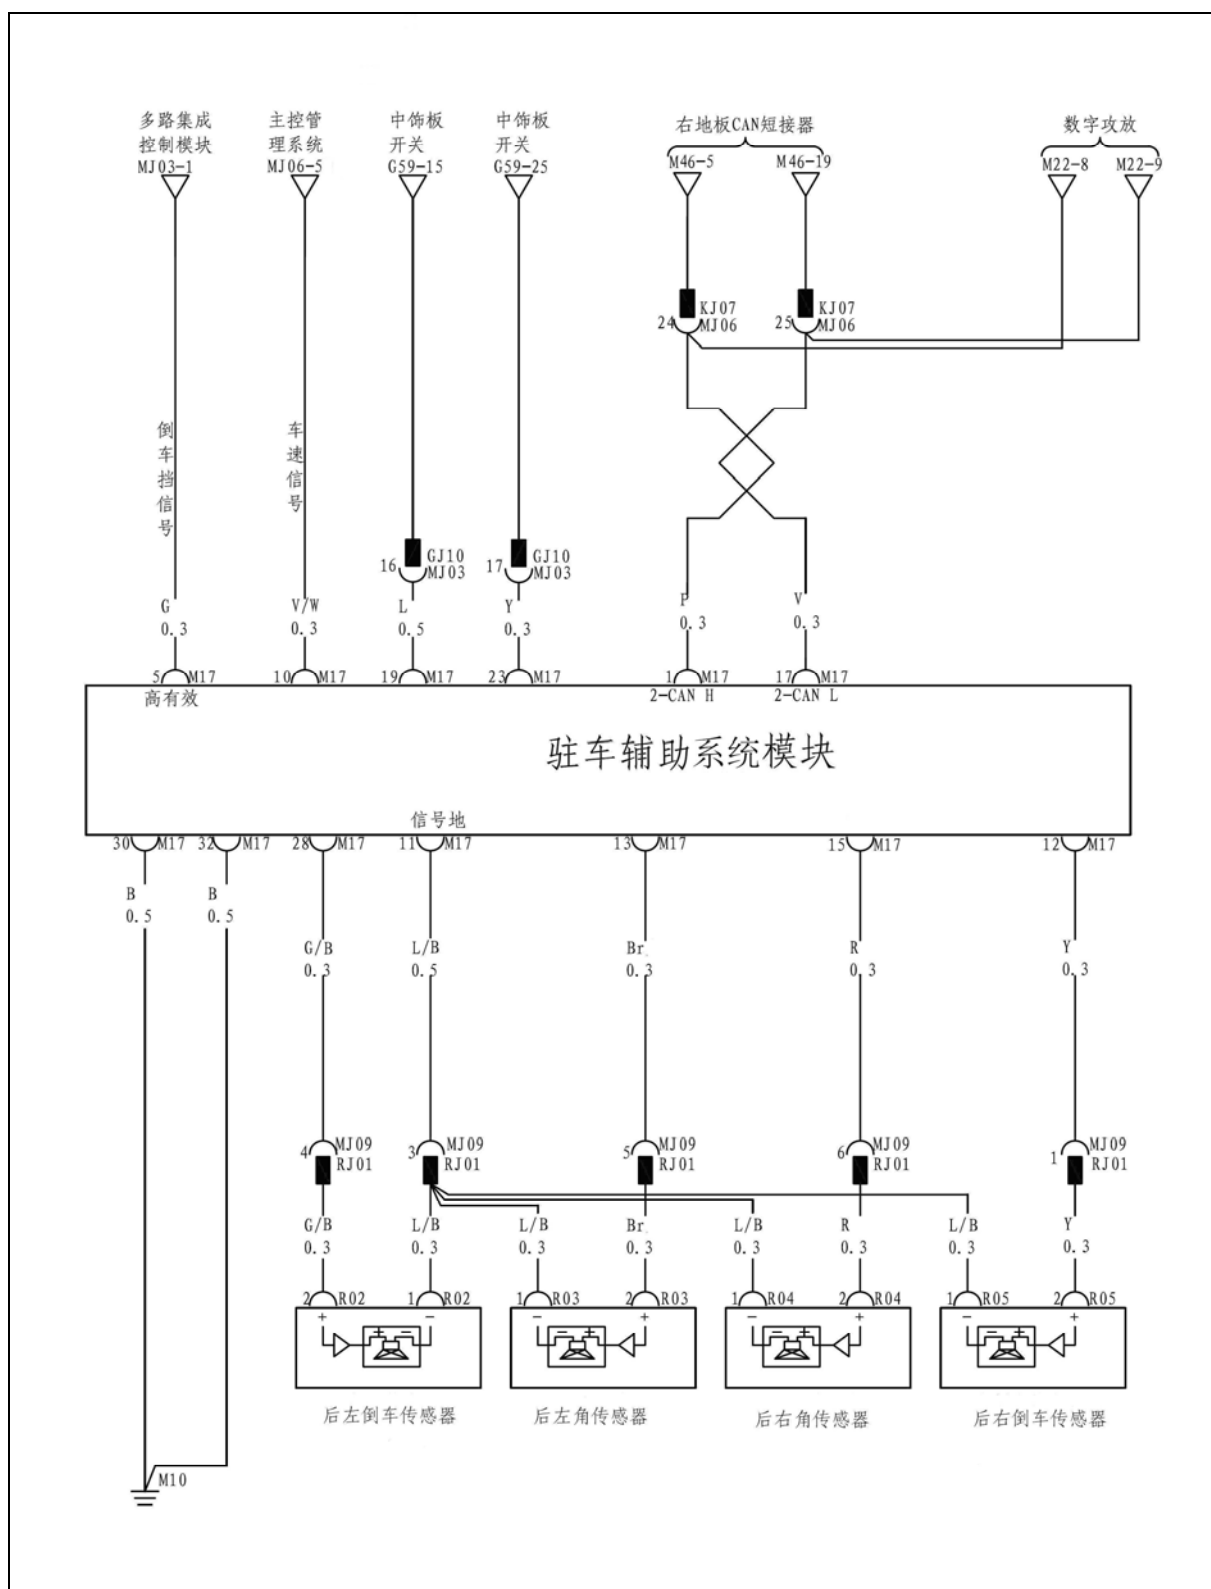 多路集成
控制模块
MJ03-1
主控管
理系统
MJ06-5
中饰板
开关
G59-15
中饰板
开关
G59-25
右地板CAN短接器
M46-5
M46-19
数字攻放
M22-8
M22-9
KJ07
24
MJ06
KJ07
25
MJ06
倒车挡信号
车速信号
16
GJ10
MJ03
17
GJ10
MJ03
G
0.3
V/W
0.3
L
0.5
Y
0.3
P
0.3
V
0.3
5
M17
10
M17
19
M17
23
M17
1
M17
17
M17
高有效
2-CAN H
2-CAN L
驻车辅助系统模块
信号地
30
M17
32
M17
28
M17
11
M17
13
M17
15
M17
12
M17
B
0.5
B
0.5
G/B
0.3
L/B
0.5
Br
0.3
R
0.3
Y
0.3
4
MJ09
RJ01
3
MJ09
RJ01
5
MJ09
RJ01
6
MJ09
RJ01
1
MJ09
RJ01
G/B
0.3
L/B
0.3
L/B
0.3
Br
0.3
L/B
0.3
R
0.3
L/B
0.3
Y
0.3
2
R02
1
R02
1
R03
2
R03
1
R04
2
R04
1
R05
2
R05
+ -
- +
- +
- +
+ -
- +
- +
- +
后左倒车传感器
后左角传感器
后右角传感器
后右倒车传感器
M10